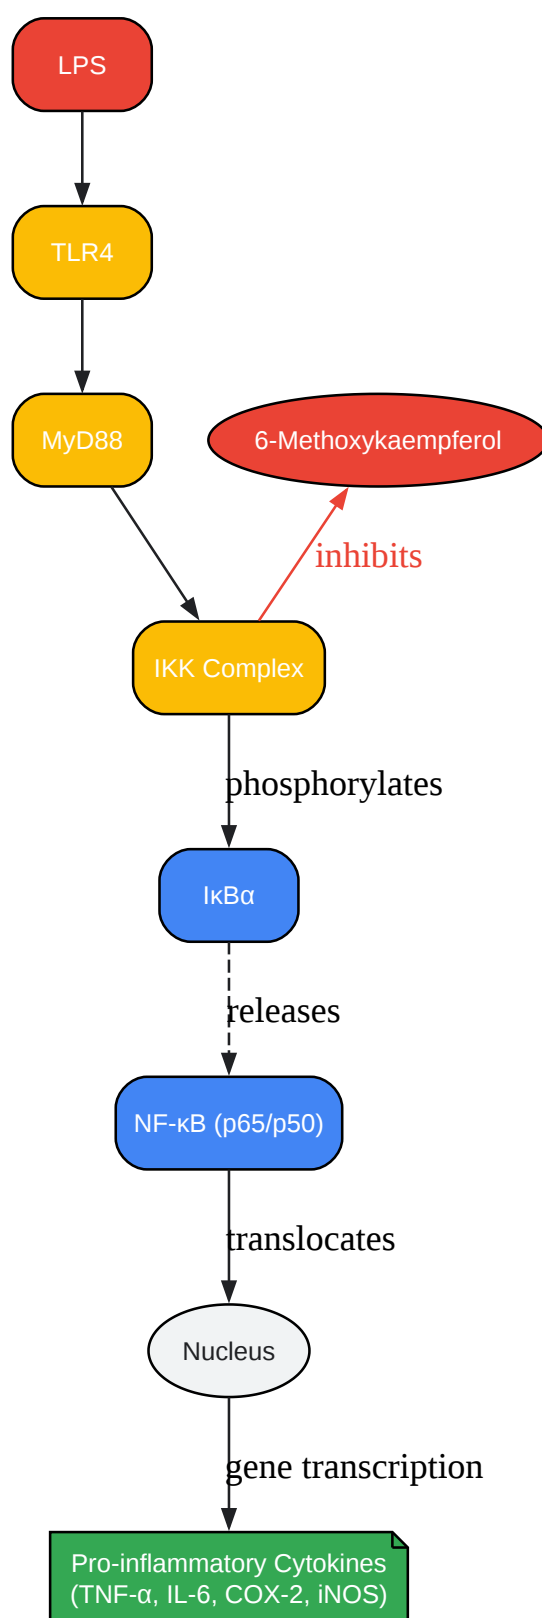 LPS
TLR4
MyD88
6-Methoxykaempferol
inhibits
IKK Complex
phosphorylates
IκBα
releases
NF-κB (p65/p50)
translocates
Nucleus
gene transcription
Pro-inflammatory Cytokines
(TNF-α, IL-6, COX-2, iNOS)